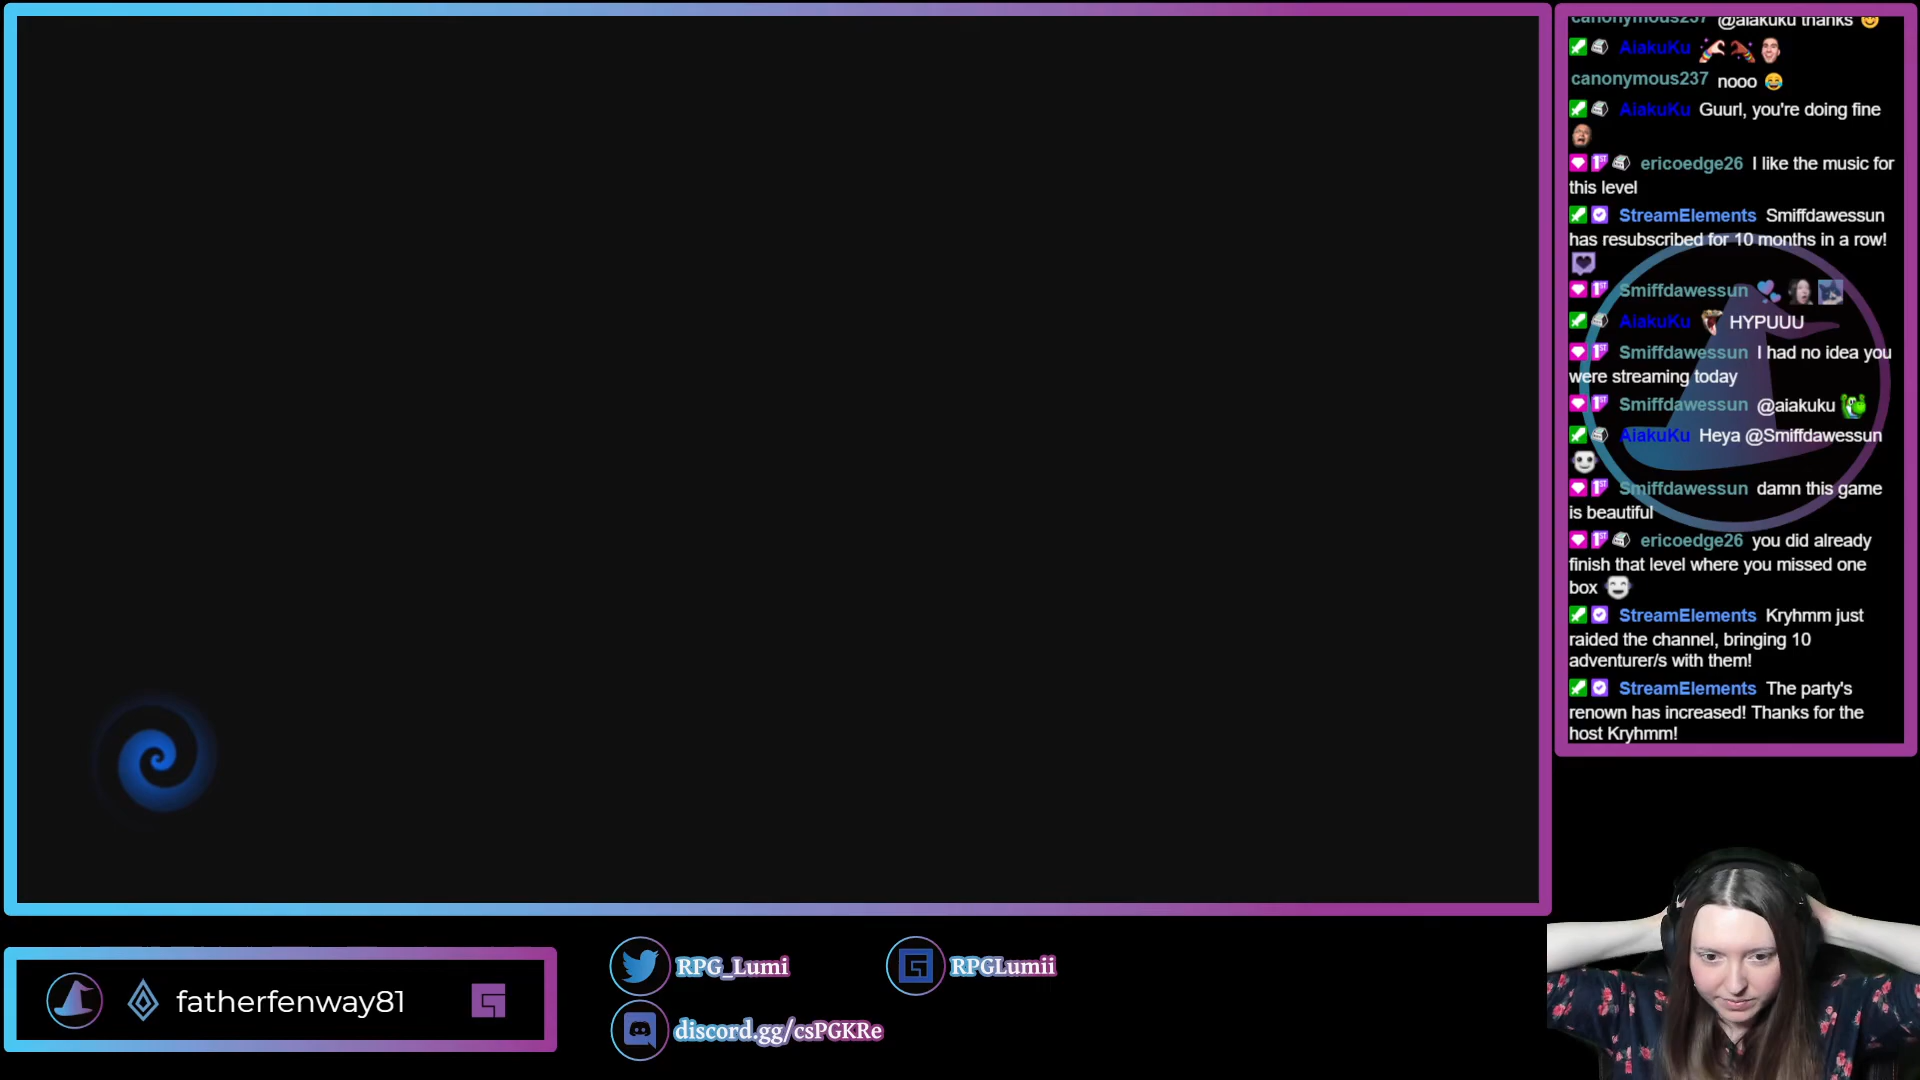 canonymous237 @aiakuku thanks
AiakuKu
canonymous237 nooo
AiakuKu Guurl, you're doing fine
ericoedge26 I like the music for
this level
StreamElements Smiffdawessun
has resubscribed for 10 months in a row!
Smiffdawessun
AiakuKu HYPUUU
Smiffdawessun I had no idea you
were streaming today
Smiffdawessun @aiakuku
AiakuKu Heya @Smiffdawessun
Smiffdawessun damn this game
is beautiful
ericoedge26 you did already
finish that level where you missed one
box
StreamElements Kryhmm just
raided the channel, bringing 10
adventurer/s with them!
StreamElements The party's
renown has increased! Thanks for the
host Kryhmm!
fatherfenway81
RPG_Lumi
RPGLumii
discord.gg/csPGKRe